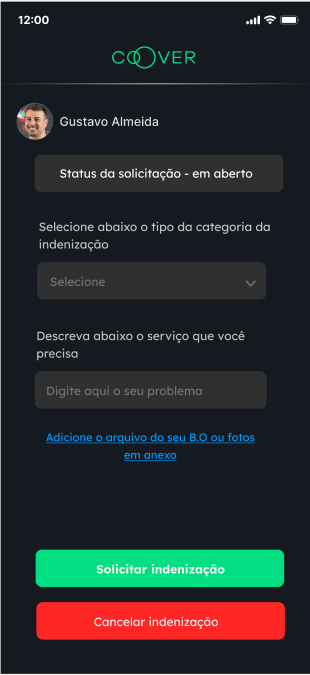 12:00
COOVER
Gustavo Almeida
Status da solicitação - em aberto
Selecione abaixo o tipo da categoria da
indenização
Selecione
Descreva abaixo o serviço que você
precisa
Digite aqui o seu problema
Adicione o arquivo do seu B.O ou fotos
em anexo
Solicitar indenização
Cancelar indenização